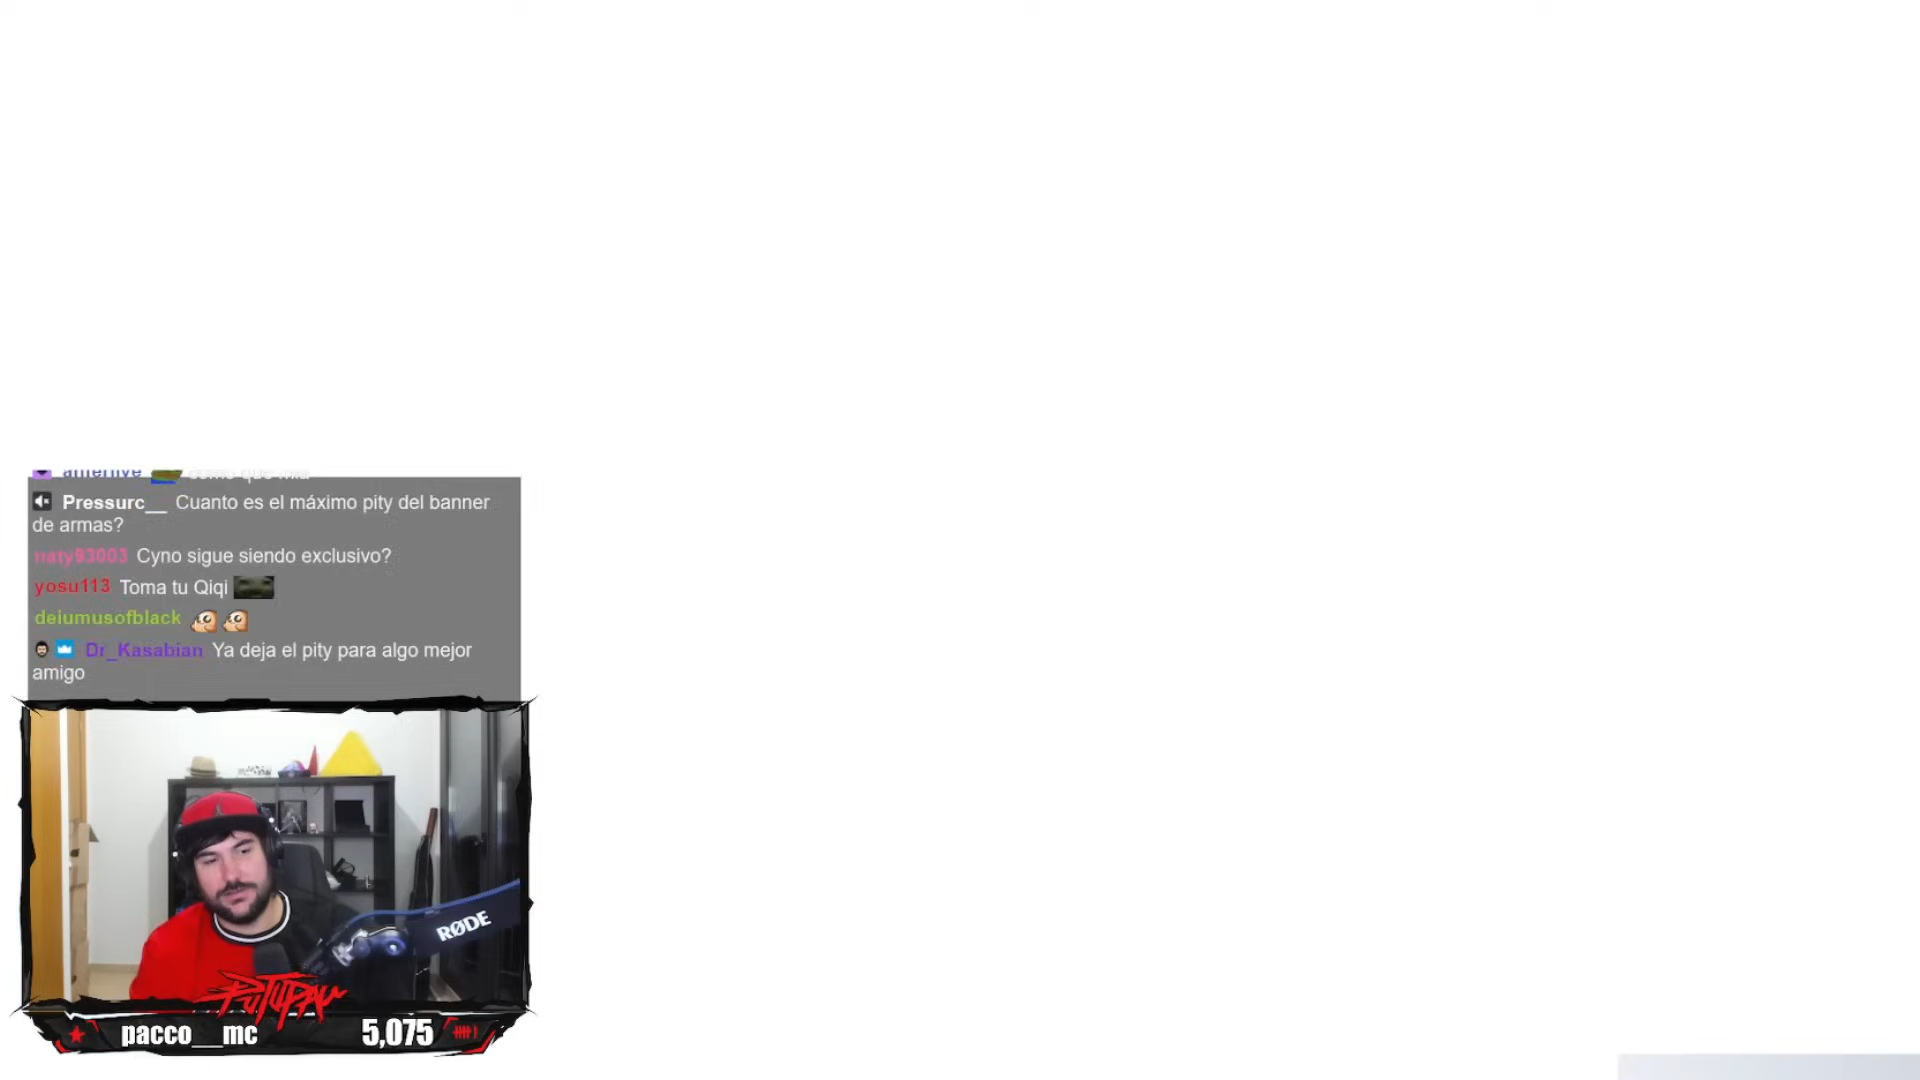 Pressurc__ Cuanto es el máximo pity del banner
de armas?
naty93003 Cyno sigue siendo exclusivo?
yosu113 Toma tu Qiqi
deiumusofblack
Dr_Kasabian Ya deja el pity para algo mejor
amigo
RØDE
pacco__mc 5,075